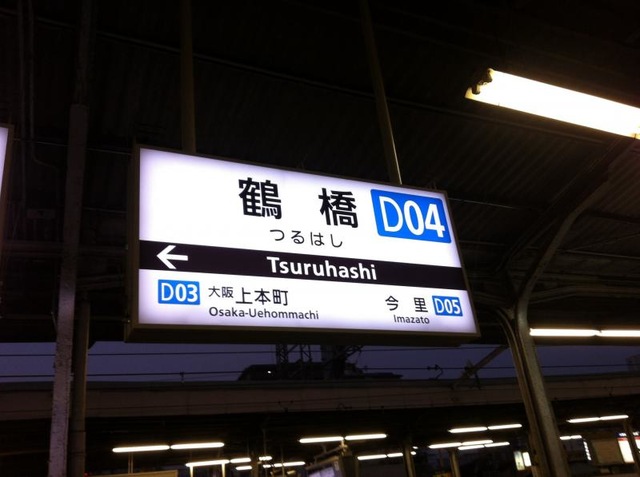 鶴橋 D04
つるはし
← Tsuruhashi
D03 大阪上本町 今里 D05
Osaka-Uehommachi Imazato